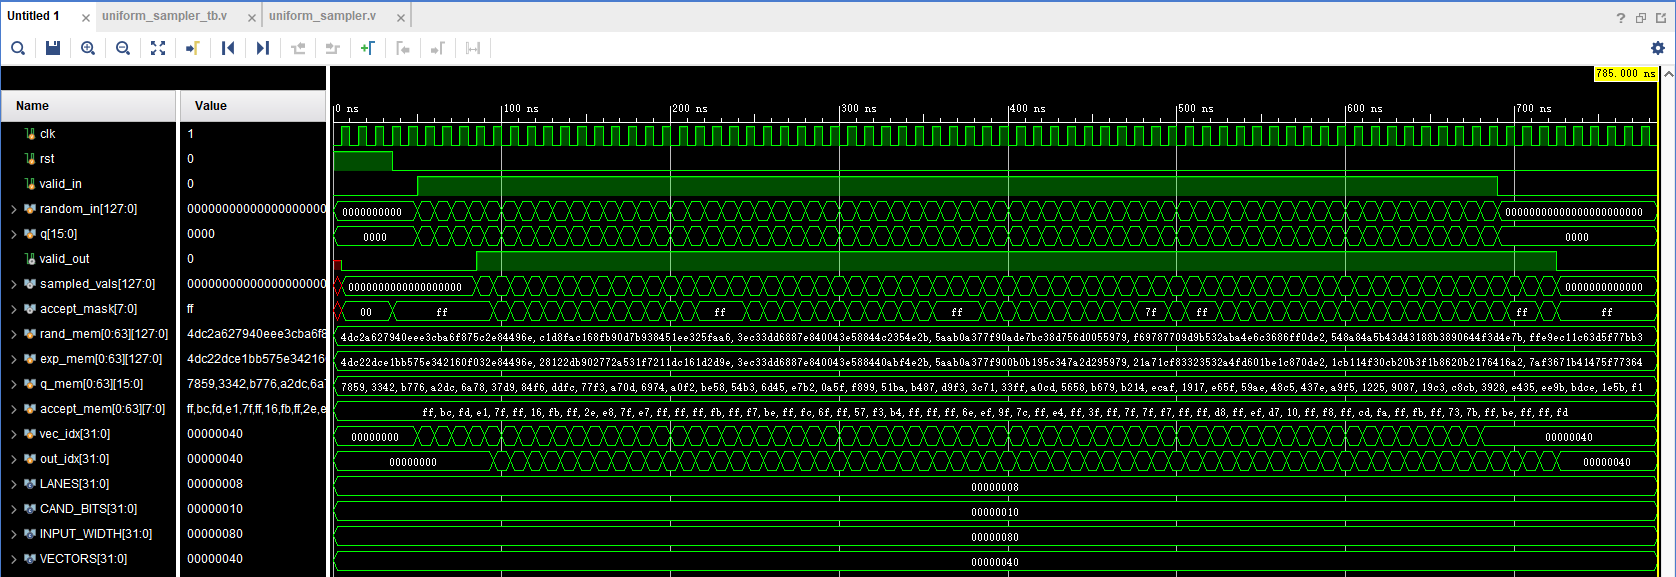 Untitled 1 uniform_sampler_tb.v uniform_sampler.v
785.000 ns
Name Value
0 ns 100 ns 200 ns 300 ns 400 ns 500 ns 600 ns 700 ns
clk 1
rst 0
valid_in 0
random_in[127:0] 00000000000000000000 0000000000 00000000000000000000000
q[15:0] 0000 0000 0000
valid_out 0
sampled_vals[127:0] 00000000000000000000 0000000000000000000 0000000000000
accept_mask[7:0] ff 00 ff ff ff 7f ff ff ff
rand_mem[0:63][127:0] 4dc2a627940eee3cba6f8 4dc2a627940eee3cba6f875c2e84496e, c1d8fac168fb90d7b938451ee325faa6, 3ec33dd6887e840043e58844c2354e2b, 5aab0a377f90ade7bc38d756d0055979, f69787709d9b532aba4e6c3686ff0de2, 548a84a5b43d43188b3890644f3d4e7b, ffe9ec11c63d5f77bb3
exp_mem[0:63][127:0] 4dc22dce1bb575e34216 4dc22dce1bb575e342160f032dbe8496, 28122db902772a531f7211dc161d2d9e, 3ec33dd6887e840043e580440abf4e2b, 5aab0a377f900b0b195c347a2d295979, 21a71cf83323532a4fd601be1c870de2, 1cb114f30cb20b3f1b8620b2176416a2, 7af3671b41475f77364
q_mem[0:63][15:0] 7859,3342,b776,a2dc,6a7 7859, 3342, b776, a2dc, 6a78, 37d9, 84f6, ddfc, 77f3, a70d, 6974, a0f2, be58, 54b3, 6d45, e7b2, 0a5f, f899, 51ba, b487, d9f3, 3c71, 33ff, a0cd, 5658, b679, b214, ecaf, 1917, e65f, 59ae, 48c5, 437e, a9f5, 1225, 9087, 19c3, c8cb, 3928, e435, ee9b, bdce, 1e5b, f1
accept_mem[0:63][7:0] ff,bc,fd,e1,7f,ff,16,fb,ff,2e,e ff, bc, fd, e1, 7f, ff, 16, fb, ff, 2e, e8, 7f, e7, ff, ff, ff, fb, ff, f7, be, ff, fc, 6f, ff, 57, f3, b4, ff, ff, ff, 6e, ef, 9f, 7c, ff, e4, ff, 3f, ff, 7f, 7f, f7, ff, ff, d8, ff, ef, d7, 10, ff, f8, ff, cd, fa, ff, fb, ff, 73, 7b, ff, be, ff, ff, fd
vec_idx[31:0] 00000040 00000000 00000040
out_idx[31:0] 00000040 00000000 00000040
LANES[31:0] 00000008 00000008
CAND_BITS[31:0] 00000010 00000010
INPUT_WIDTH[31:0] 00000080 00000080
VECTORS[31:0] 00000040 00000040